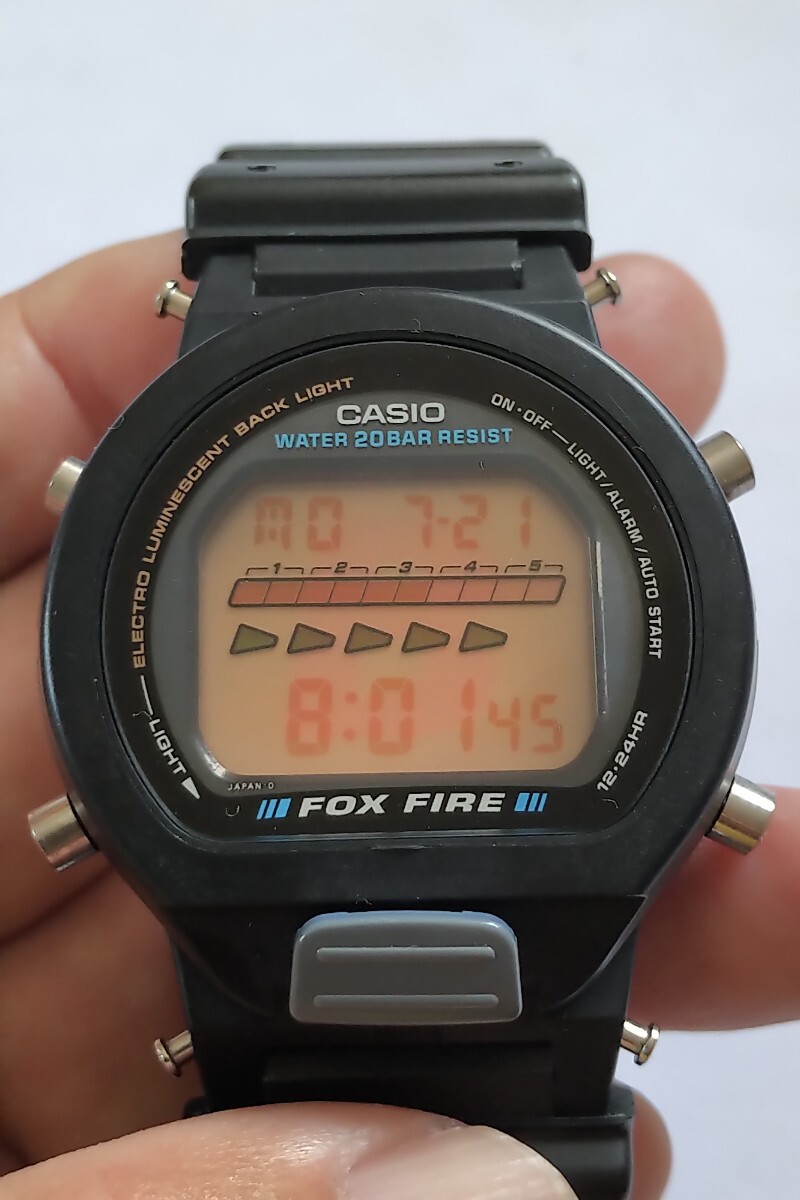 ELECTRO LUMINESCENT BACK LIGHT
CASIO
WATER 20BAR RESIST
ON·OFF—LIGHT/ALARM/AUTO START
MO 7-21
1 2 3 4 5
8:01 45
LIGHT
12·24HR
JAPAN 0
FOX FIRE